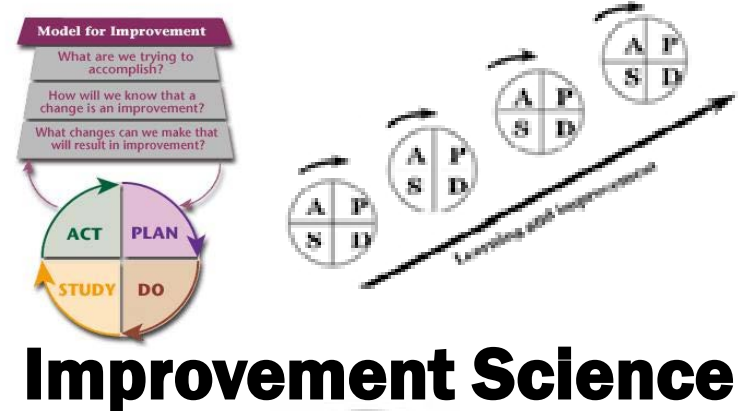 Model for Improvement
What are we trying to
accomplish?
How will we know that a
change is an improvement?
What changes can we make that
will result in improvement?
ACT PLAN
STUDY DO
A P
S D
A P
S D
A P
S D
A P
S D
Learning and improvement
Improvement Science